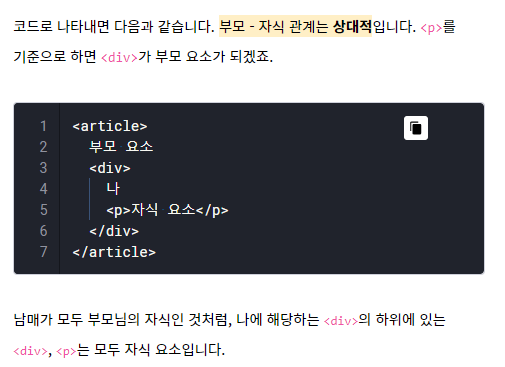 코드로 나타내면 다음과 같습니다. 부모 - 자식 관계는 상대적입니다. <p>를
기준으로 하면 <div>가 부모 요소가 되겠죠.
1 <article>
2   부모 요소
3   <div>
4     나
5     <p>자식 요소</p>
6   </div>
7 </article>
남매가 모두 부모님의 자식인 것처럼, 나에 해당하는 <div>의 하위에 있는
<div>, <p>는 모두 자식 요소입니다.